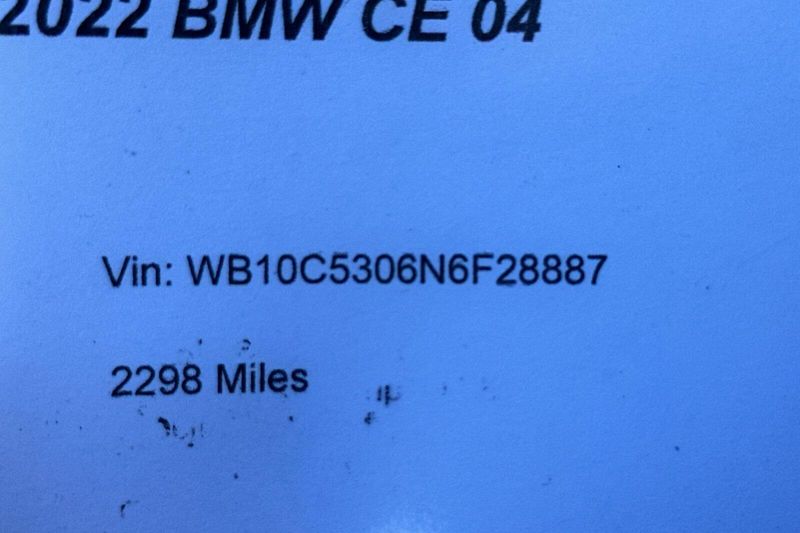 2022 BMW CE 04
Vin: WB10C5306N6F28887
2298 Miles